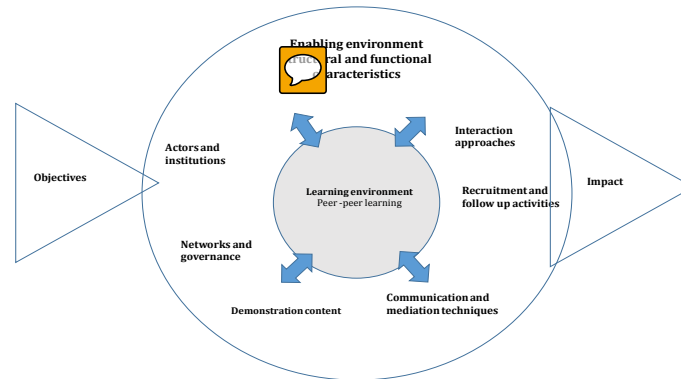 Enabling environment
and functional
characteristics
Actors and
institutions
Interaction
approaches
Objectives
Learning environment
Peer -peer learning
Recruitment and
follow up activities
Impact
Networks and
governance
Demonstration content
Communication and
mediation techniques